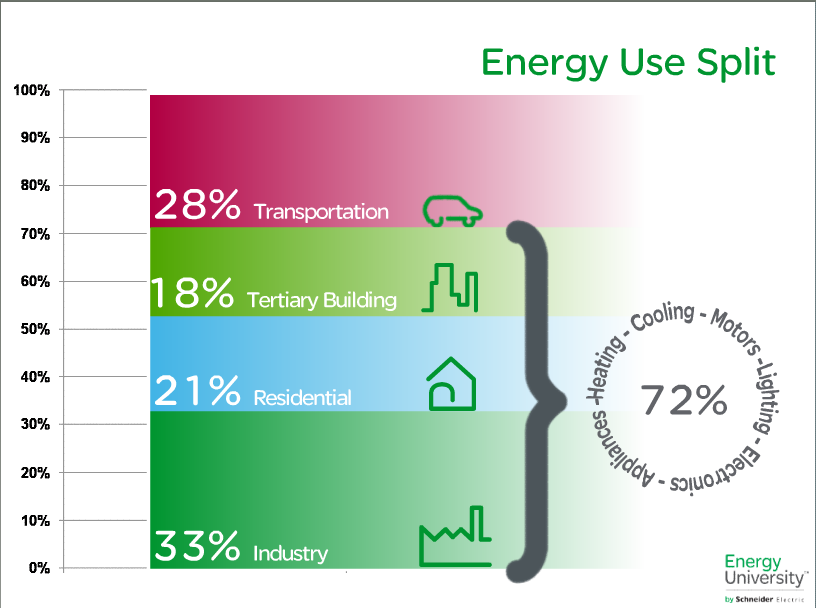 Energy Use Split
100%
90%
80%
70%
60%
50%
40%
30%
20%
10%
0%
28% Transportation
18% Tertiary Building
21% Residential
33% Industry
Heating - Cooling - Motors - Lighting - Electronics - Appliances -
72%
Energy
University™
by Schneider Electric